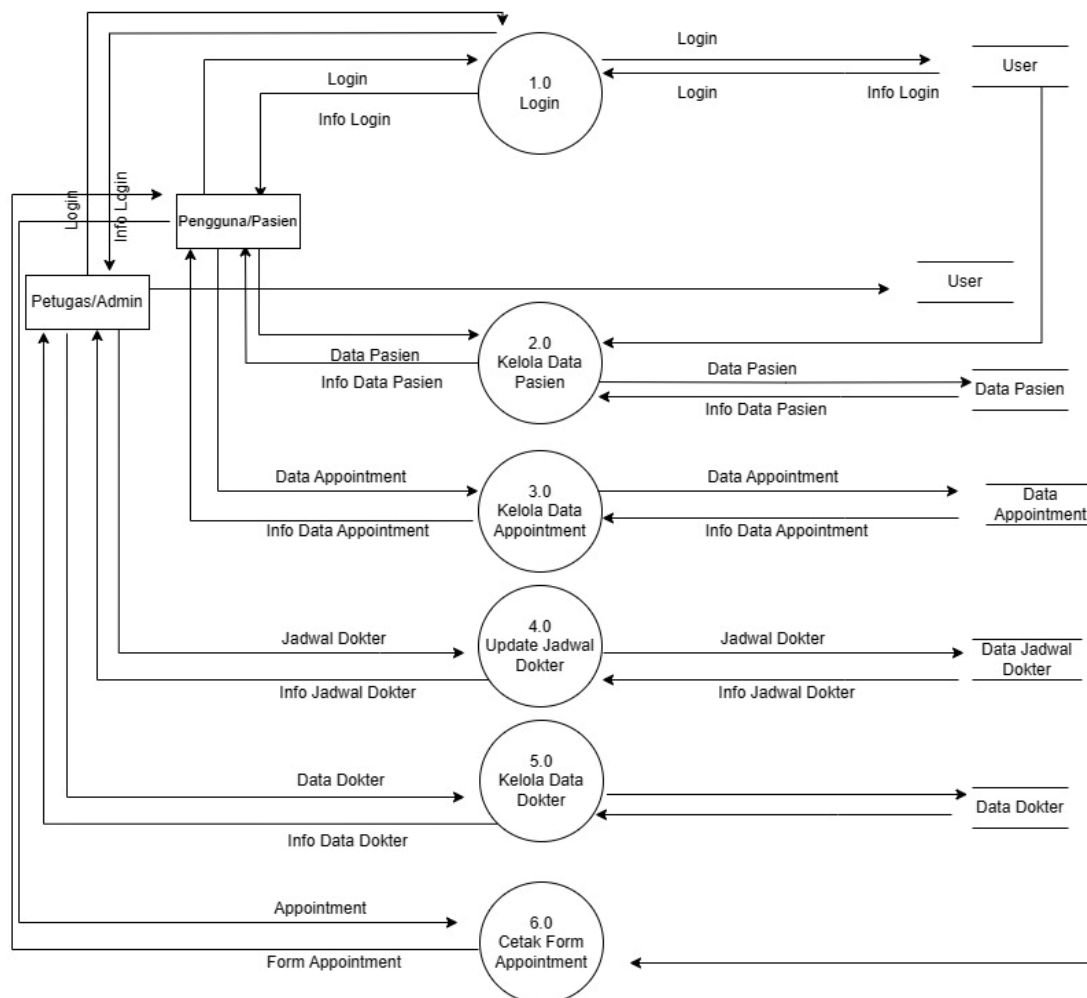 Login
User
1.0
Login
Login
Info Login
Login
Info Login
Login
Info Login
Pengguna/Pasien
User
Petugas/Admin
2.0
Kelola Data
Pasien
Data Pasien
Info Data Pasien
Data Pasien
Info Data Pasien
Data Pasien
Data Appointment
3.0
Kelola Data
Appointment
Info Data Appointment
Data Appointment
Info Data Appointment
Data
Appointment
Jadwal Dokter
4.0
Update Jadwal
Dokter
Info Jadwal Dokter
Jadwal Dokter
Info Jadwal Dokter
Data Jadwal
Dokter
Data Dokter
5.0
Kelola Data
Dokter
Info Data Dokter
Data Dokter
Appointment
6.0
Cetak Form
Appointment
Form Appointment